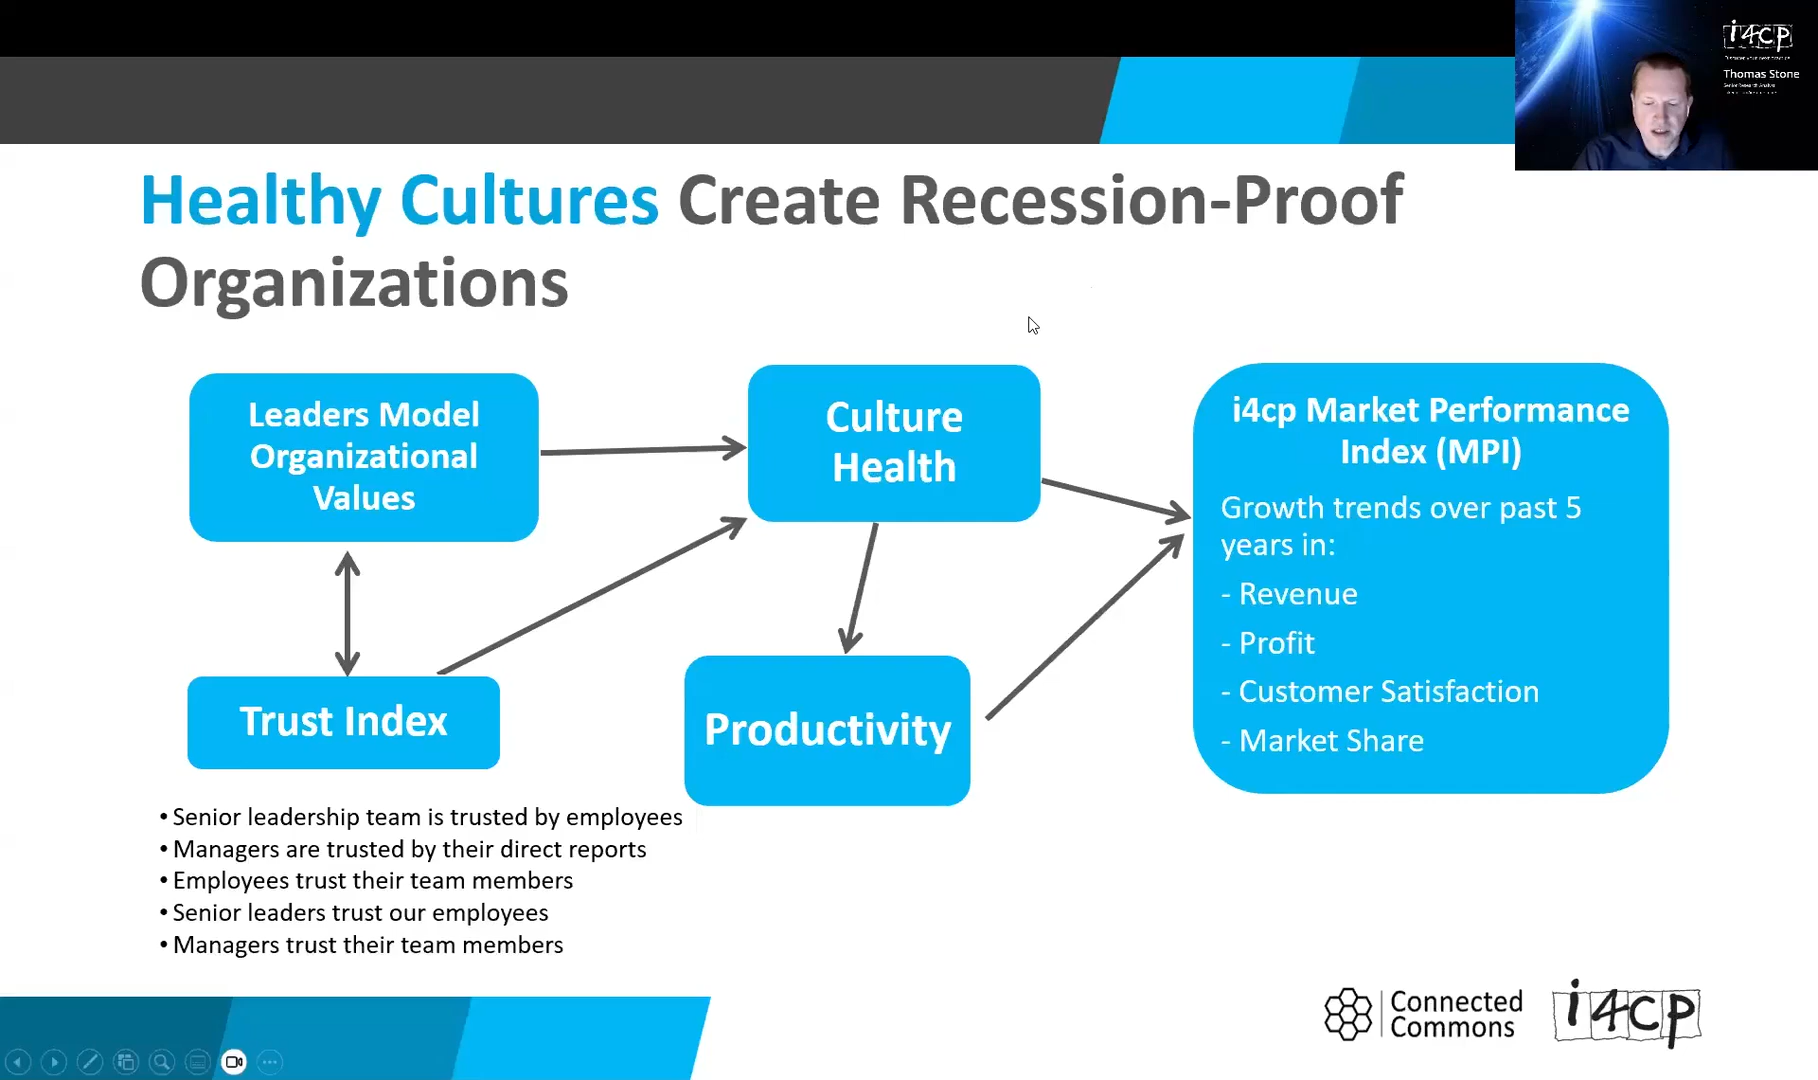 i4cp
Thomas Stone
Senior Research Analyst
Healthy Cultures Create Recession-Proof
Organizations
Leaders Model
Organizational
Values
Culture
Health
i4cp Market Performance
Index (MPI)
Growth trends over past 5
years in:
- Revenue
- Profit
- Customer Satisfaction
- Market Share
Trust Index
Productivity
• Senior leadership team is trusted by employees
• Managers are trusted by their direct reports
• Employees trust their team members
• Senior leaders trust our employees
• Managers trust their team members
Connected
Commons
i4cp